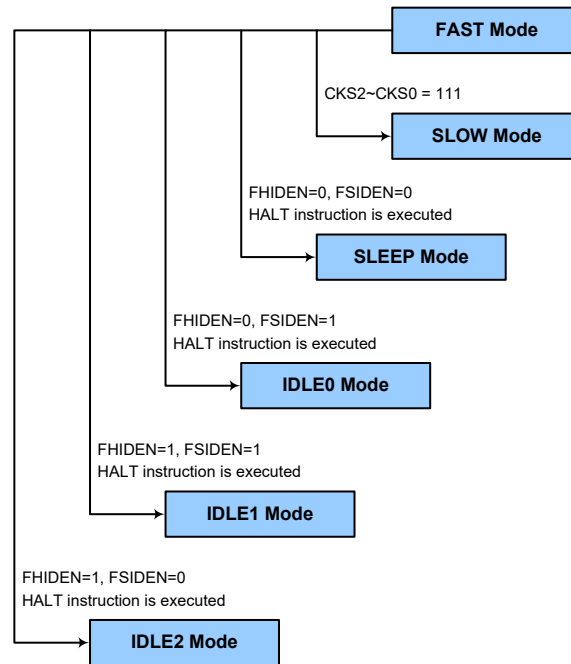 FAST Mode
CKS2~CKS0 = 111
SLOW Mode
FHIDEN=0, FSIDEN=0
HALT instruction is executed
SLEEP Mode
FHIDEN=0, FSIDEN=1
HALT instruction is executed
IDLE0 Mode
FHIDEN=1, FSIDEN=1
HALT instruction is executed
IDLE1 Mode
FHIDEN=1, FSIDEN=0
HALT instruction is executed
IDLE2 Mode